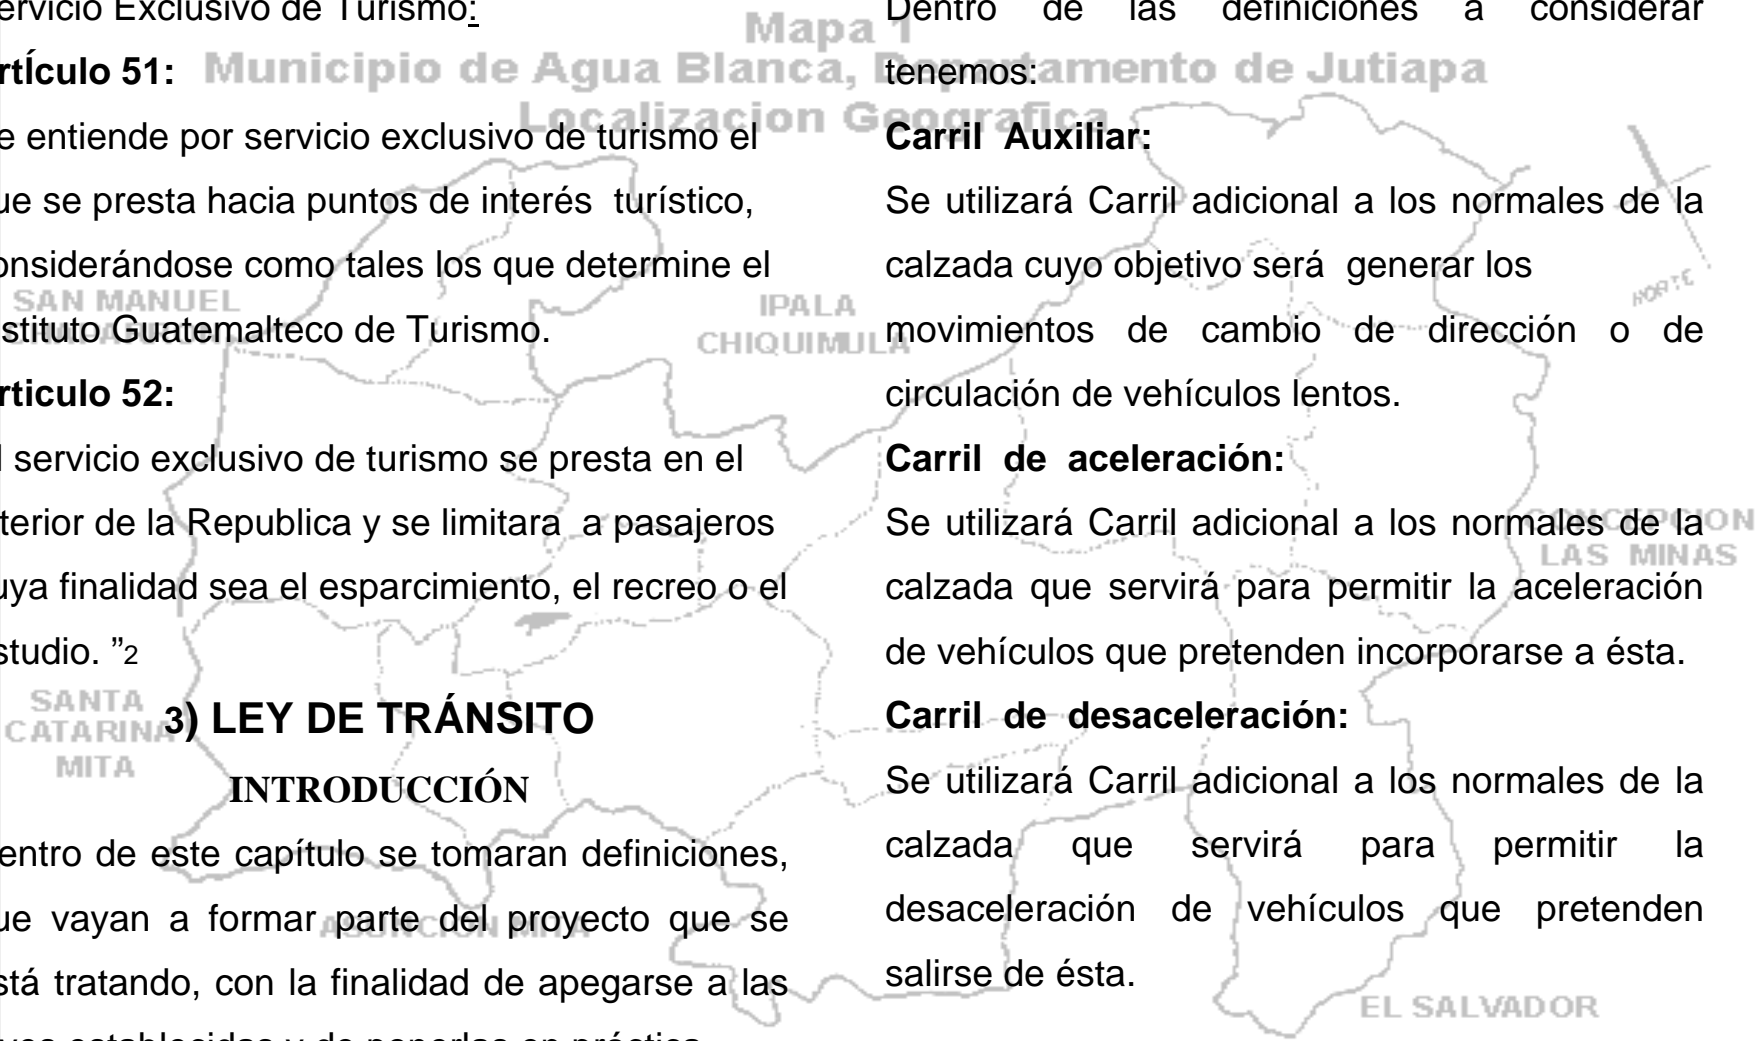 ervicio Exclusivo de Turismo:
rtÍculo 51:
e entiende por servicio exclusivo de turismo el
ue se presta hacia puntos de interés turístico,
onsiderándose como tales los que determine el
stituto Guatemalteco de Turismo.
rticulo 52:
l servicio exclusivo de turismo se presta en el
terior de la Republica y se limitara a pasajeros
uya finalidad sea el esparcimiento, el recreo o el
studio. ”2
3) LEY DE TRÁNSITO
INTRODUCCIÓN
entro de este capítulo se tomaran definiciones,
ue vayan a formar parte del proyecto que se
stá tratando, con la finalidad de apegarse a las
yes establecidas y de ponerlas en práctica
Dentro de las definiciones a considerar
tenemos:
Carril Auxiliar:
Se utilizará Carril adicional a los normales de la
calzada cuyo objetivo será generar los
movimientos de cambio de dirección o de
circulación de vehículos lentos.
Carril de aceleración:
Se utilizará Carril adicional a los normales de la
calzada que servirá para permitir la aceleración
de vehículos que pretenden incorporarse a ésta.
Carril de desaceleración:
Se utilizará Carril adicional a los normales de la
calzada que servirá para permitir la
desaceleración de vehículos que pretenden
salirse de ésta.
Mapa 1
Municipio de Agua Blanca, Departamento de Jutiapa
Localizacion Geografica
NORTE
SAN MANUEL
IPALA
CHIQUIMULA
CONCEPCION
LAS MINAS
SANTA
CATARINA
MITA
ASUNCION MITA
EL SALVADOR